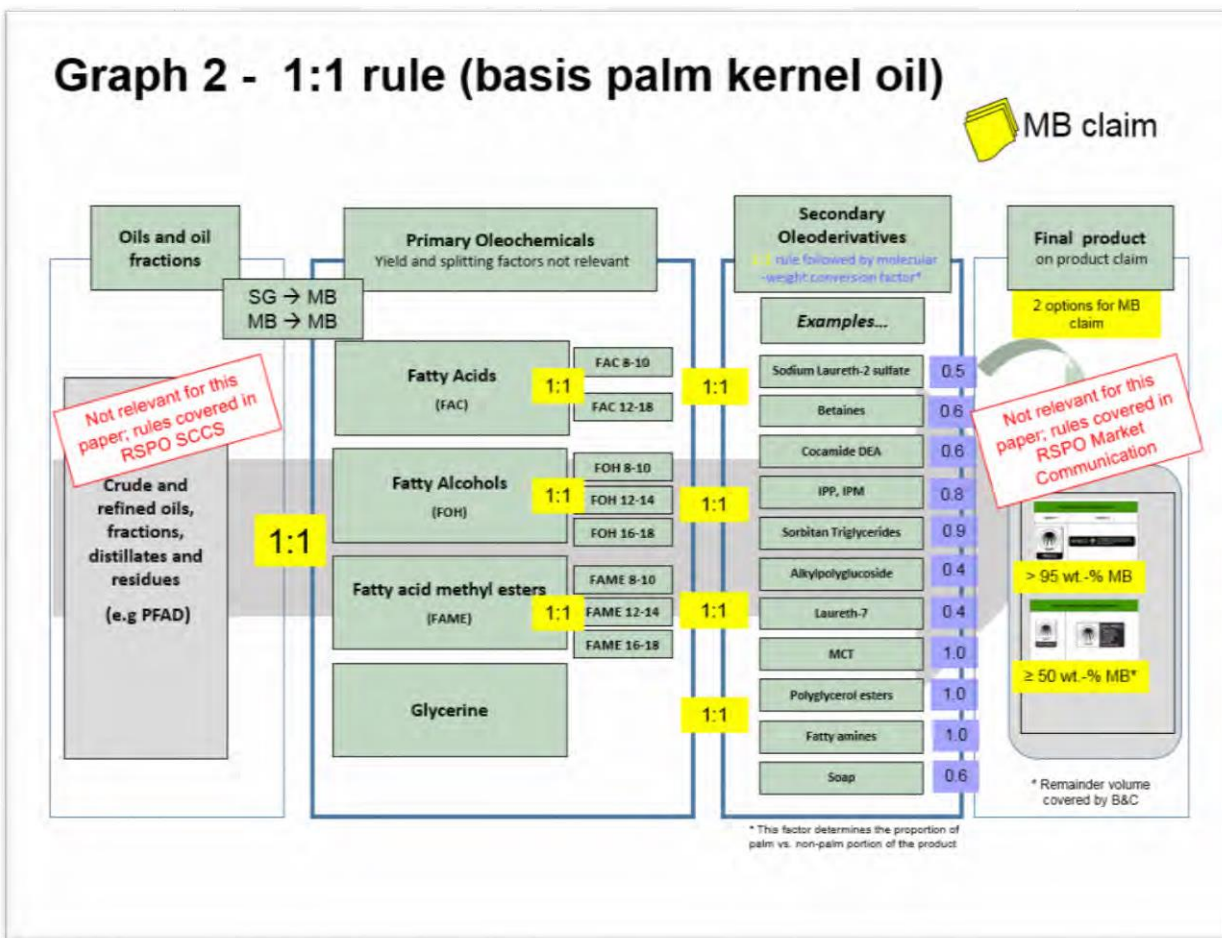 Graph 2 - 1:1 rule (basis palm kernel oil)
MB claim
Oils and oil
fractions
Primary Oleochemicals
Yield and splitting factors not relevant
Secondary
Oleoderivatives
1:1 rule followed by molecular
-weight conversion factor*
Final product
on product claim
SG → MB
MB → MB
Examples...
2 options for MB
claim
Not relevant for this
paper; rules covered in
RSPO SCCS
Crude and
refined oils,
fractions,
distillates and
residues
(e.g PFAD)
1:1
Fatty Acids
(FAC)
1:1
FAC 8-10
FAC 12-18
1:1
Fatty Alcohols
(FOH)
1:1
FOH 8-10
FOH 12-14
FOH 16-18
1:1
Fatty acid methyl esters
(FAME)
1:1
FAME 8-10
FAME 12-14
FAME 16-18
1:1
Glycerine
1:1
Sodium Laureth-2 sulfate 0.5
Betaines 0.6
Cocamide DEA 0.6
IPP, IPM 0.8
Sorbitan Triglycerides 0.9
Alkylpolyglucoside 0.4
Laureth-7 0.4
MCT 1.0
Polyglycerol esters 1.0
Fatty amines 1.0
Soap 0.6
* This factor determines the proportion of
palm vs. non-palm portion of the product
Not relevant for this
paper; rules covered in
RSPO Market
Communication
> 95 wt.-% MB
≥ 50 wt.-% MB*
* Remainder volume
covered by B&C